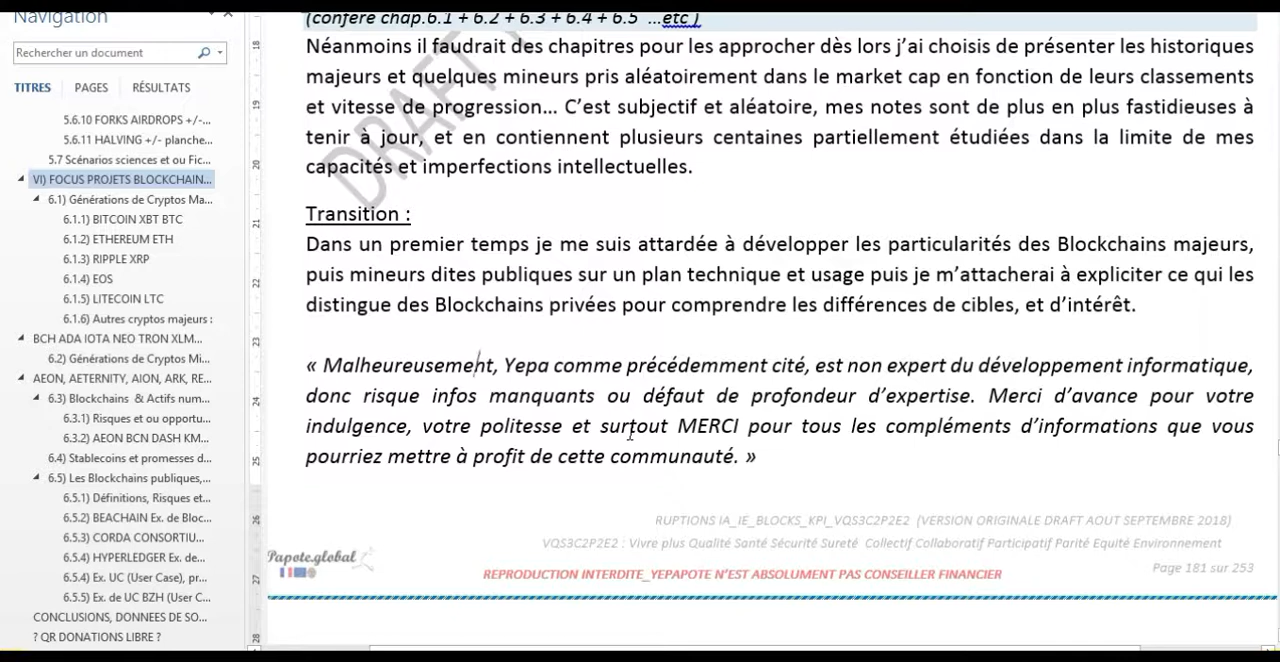 Navigation
Rechercher un document
TITRES PAGES RÉSULTATS
5.6.10 FORKS AIRDROPS +/-...
5.6.11 HALVING +/- planche...
5.7 Scénarios sciences et ou Fic...
VI) FOCUS PROJETS BLOCKCHAIN...
6.1) Générations de Cryptos Ma...
6.1.1) BITCOIN XBT BTC
6.1.2) ETHEREUM ETH
6.1.3) RIPPLE XRP
6.1.4) EOS
6.1.5) LITECOIN LTC
6.1.6) Autres cryptos majeurs :
BCH ADA IOTA NEO TRON XLM...
6.2) Générations de Cryptos Mi...
AEON, AETERNITY, AION, ARK, RE...
6.3) Blockchains & Actifs num...
6.3.1) Risques et ou opportu...
6.3.2) AEON BCN DASH KM...
6.4) Stablecoins et promesses d...
6.5) Les Blockchains publiques,...
6.5.1) Définitions, Risques et...
6.5.2) BEACHAIN Ex. de Bloc...
6.5.3) CORDA CONSORTIU...
6.5.4) HYPERLEDGER Ex. de...
6.5.4) Ex. UC (User Case), pr...
6.5.5) Ex. de UC BZH (User C...
CONCLUSIONS, DONNEES DE SO...
? QR DONATIONS LIBRE ?
18
19
20
21
22
23
24
25
26
27
28
(confère chap.6.1 + 6.2 + 6.3 + 6.4 + 6.5 ...etc )
Néanmoins il faudrait des chapitres pour les approcher dès lors j'ai choisis de présenter les historiques
majeurs et quelques mineurs pris aléatoirement dans le market cap en fonction de leurs classements
et vitesse de progression... C'est subjectif et aléatoire, mes notes sont de plus en plus fastidieuses à
tenir à jour, et en contiennent plusieurs centaines partiellement étudiées dans la limite de mes
capacités et imperfections intellectuelles.
DRAFT
Transition :
Dans un premier temps je me suis attardée à développer les particularités des Blockchains majeurs,
puis mineurs dites publiques sur un plan technique et usage puis je m'attacherai à expliciter ce qui les
distingue des Blockchains privées pour comprendre les différences de cibles, et d'intérêt.
« Malheureusement, Yepa comme précédemment cité, est non expert du développement informatique,
donc risque infos manquants ou défaut de profondeur d'expertise. Merci d'avance pour votre
indulgence, votre politesse et surtout MERCI pour tous les compléments d'informations que vous
pourriez mettre à profit de cette communauté. »
RUPTIONS IA_IE_BLOCKS_KPI_VQS3C2P2E2 (VERSION ORIGINALE DRAFT AOUT SEPTEMBRE 2018)
VQS3C2P2E2 : Vivre plus Qualité Santé Sécurité Sureté Collectif Collaboratif Participatif Parité Equité Environnement
Papote.global
REPRODUCTION INTERDITE_YEPAPOTE N'EST ABSOLUMENT PAS CONSEILLER FINANCIER
Page 181 sur 253